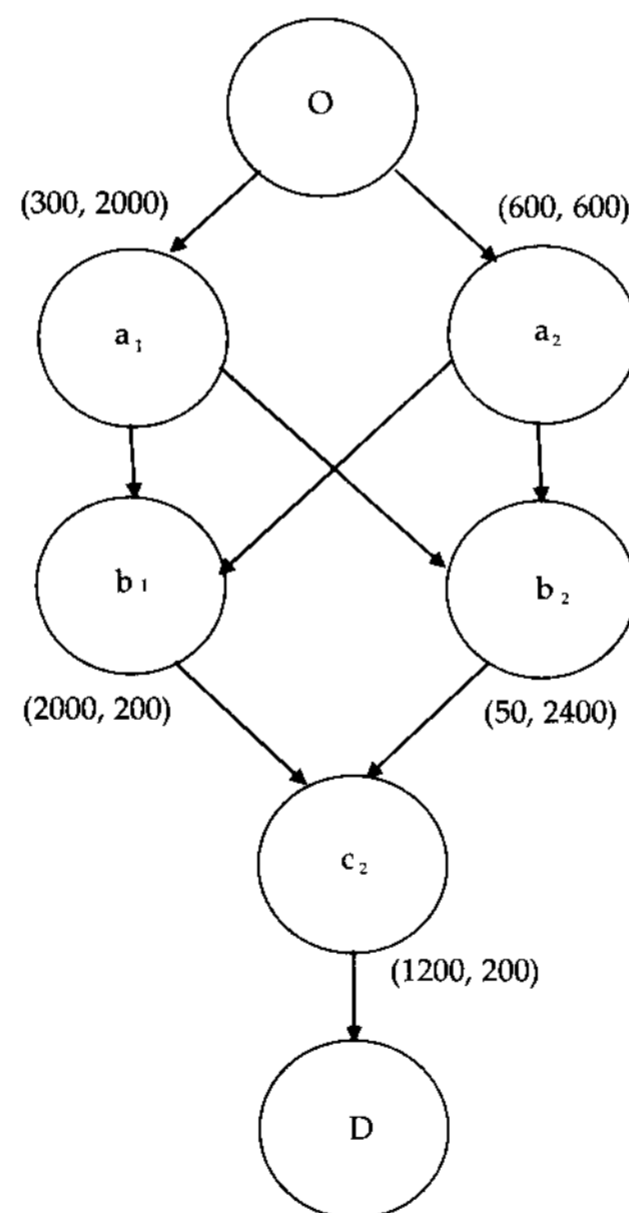 O
(300, 2000)
(600, 600)
a₁
a₂
b₁
b₂
(2000, 200)
(50, 2400)
c₂
(1200, 200)
D